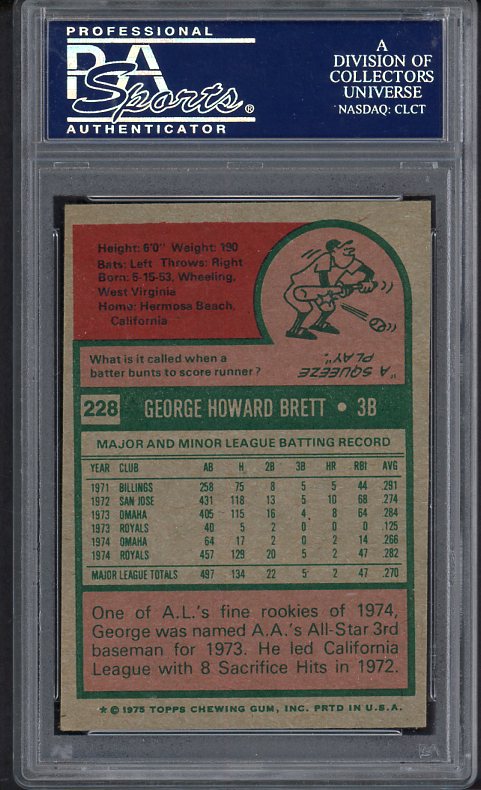 PROFESSIONAL
PSA
Sports®
AUTHENTICATOR
A
DIVISION OF
COLLECTORS
UNIVERSE
NASDAQ: CLCT
Height: 6'0" Weight: 190
Bats: Left Throws: Right
Born: 5-15-53, Wheeling,
West Virginia
Home: Hermosa Beach,
California
What is it called when a
batter bunts to score runner?
"A SQUEEZE
PLAY."
228 GEORGE HOWARD BRETT • 3B
MAJOR AND MINOR LEAGUE BATTING RECORD
YEAR CLUB AB H 2B 3B HR RBI AVG
1971 BILLINGS 258 75 8 5 5 44 .291
1972 SAN JOSE 431 118 13 5 10 68 .274
1973 OMAHA 405 115 16 4 8 64 .284
1973 ROYALS 40 5 2 0 0 0 .125
1974 OMAHA 64 17 2 0 2 14 .266
1974 ROYALS 457 129 20 5 2 47 .282
MAJOR LEAGUE TOTALS 497 134 22 5 2 47 .270
One of A.L.'s fine rookies of 1974,
George was named A.A.'s All-Star 3rd
baseman for 1973. He led California
League with 8 Sacrifice Hits in 1972.
* © 1975 TOPPS CHEWING GUM, INC. PRTD IN U.S.A.